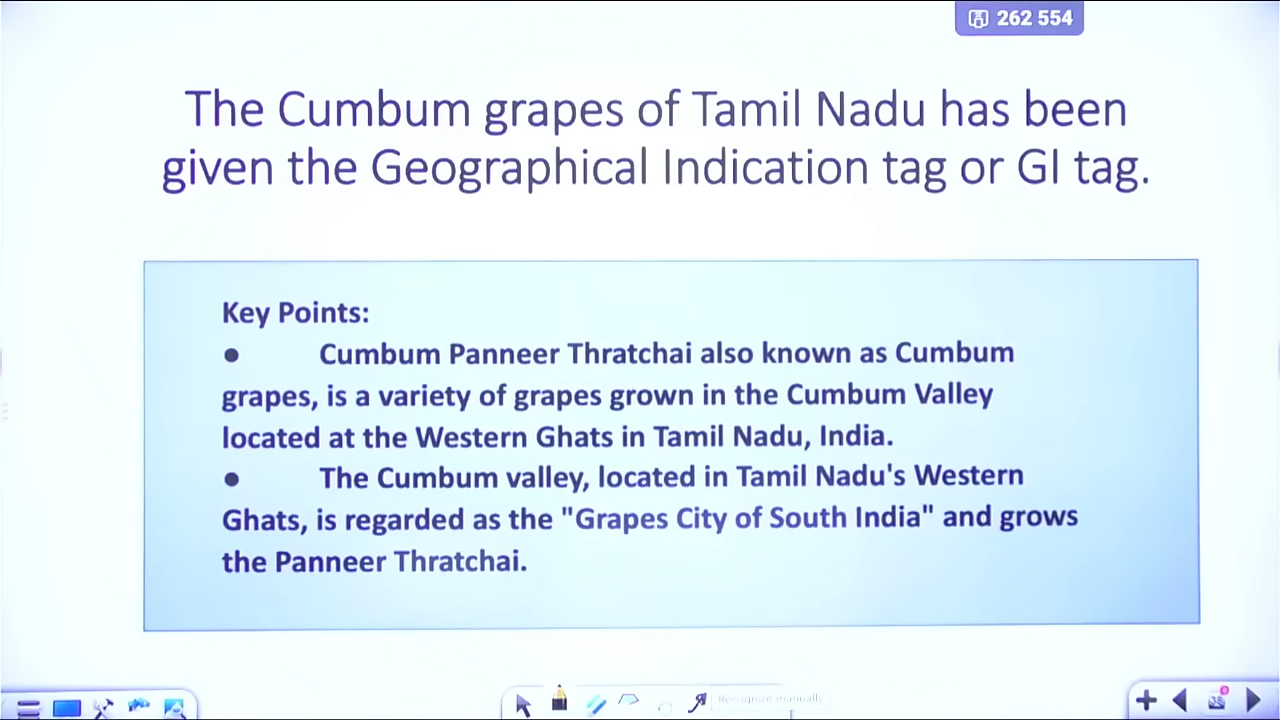 262 554
The Cumbum grapes of Tamil Nadu has been
given the Geographical Indication tag or GI tag.
Key Points:
● Cumbum Panneer Thratchai also known as Cumbum
grapes, is a variety of grapes grown in the Cumbum Valley
located at the Western Ghats in Tamil Nadu, India.
● The Cumbum valley, located in Tamil Nadu's Western
Ghats, is regarded as the "Grapes City of South India" and grows
the Panneer Thratchai.
Recognize manually